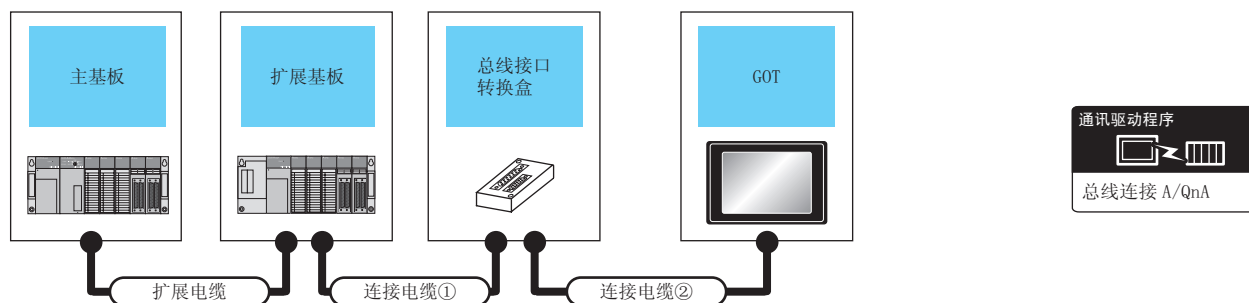 主基板
扩展基板
总线接口
转换盒
GOT
通讯驱动程序
总线连接 A/QnA
扩展电缆
连接电缆①
连接电缆②